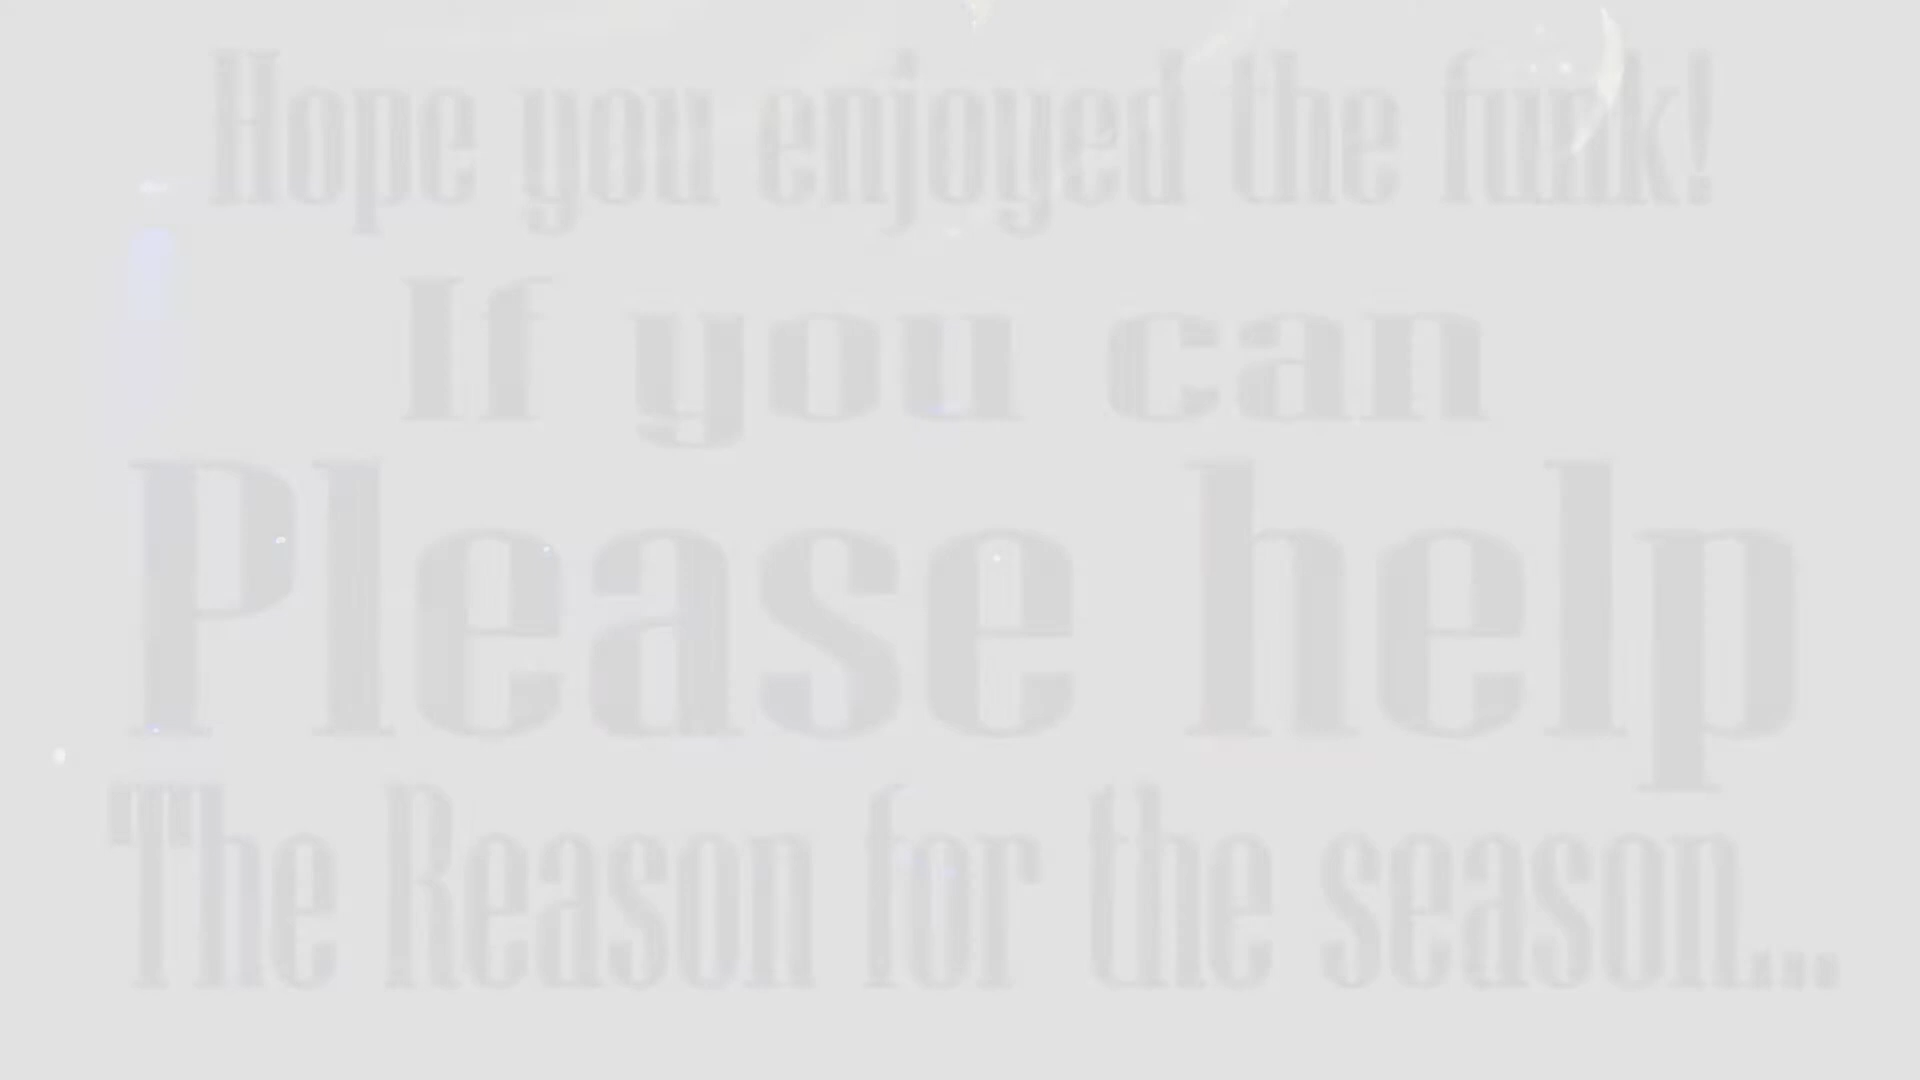 Hope you enjoyed the funk!
If you can
Please help
The Reason for the season...